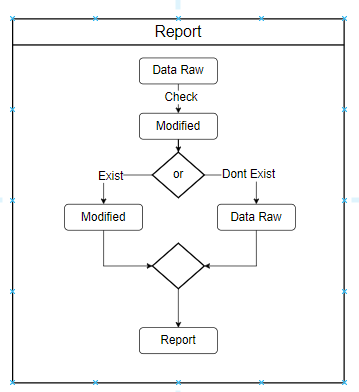 Report
Data Raw
Check
Modified
or
Exist
Dont Exist
Modified
Data Raw
Report